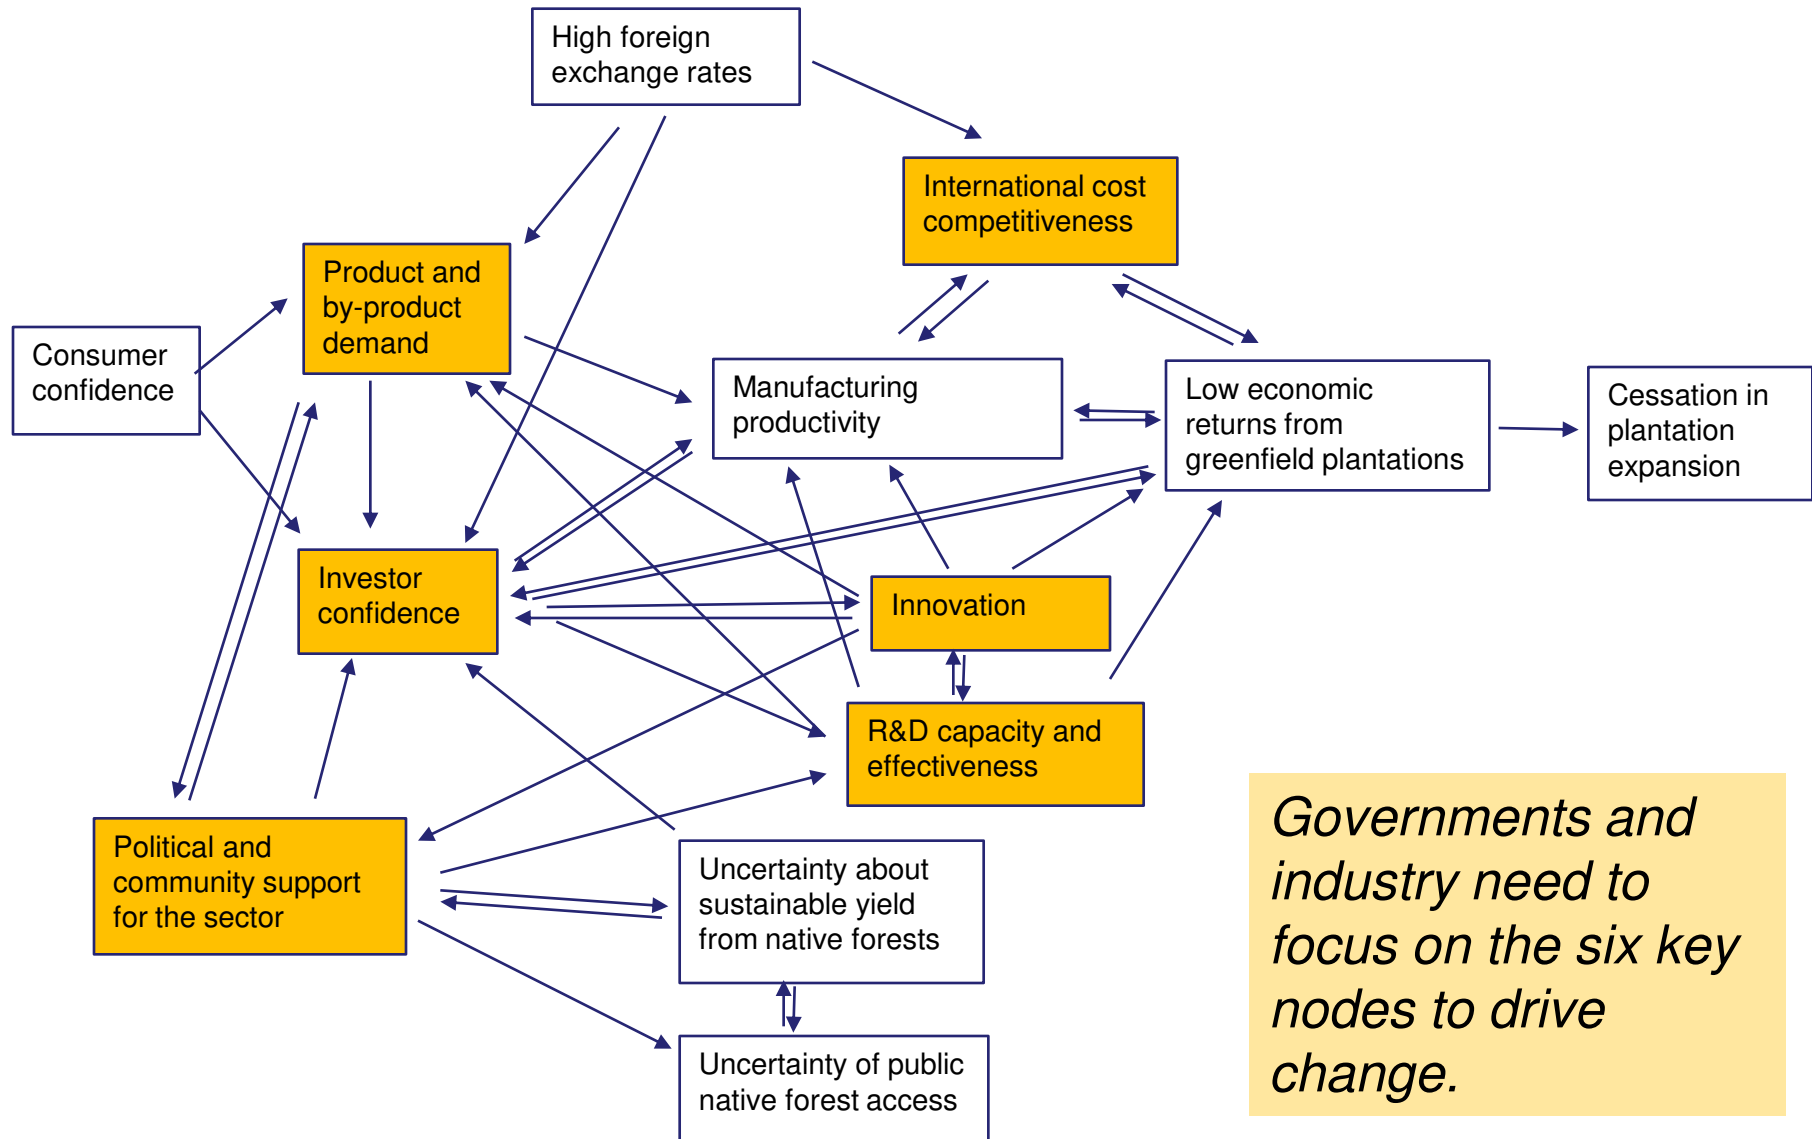 High foreign
exchange rates
International cost
competitiveness
Product and
by-product
demand
Consumer
confidence
Manufacturing
productivity
Low economic
returns from
greenfield plantations
Cessation in
plantation
expansion
Investor
confidence
Innovation
R&D capacity and
effectiveness
Political and
community support
for the sector
Uncertainty about
sustainable yield
from native forests
Uncertainty of public
native forest access
Governments and
industry need to
focus on the six key
nodes to drive
change.